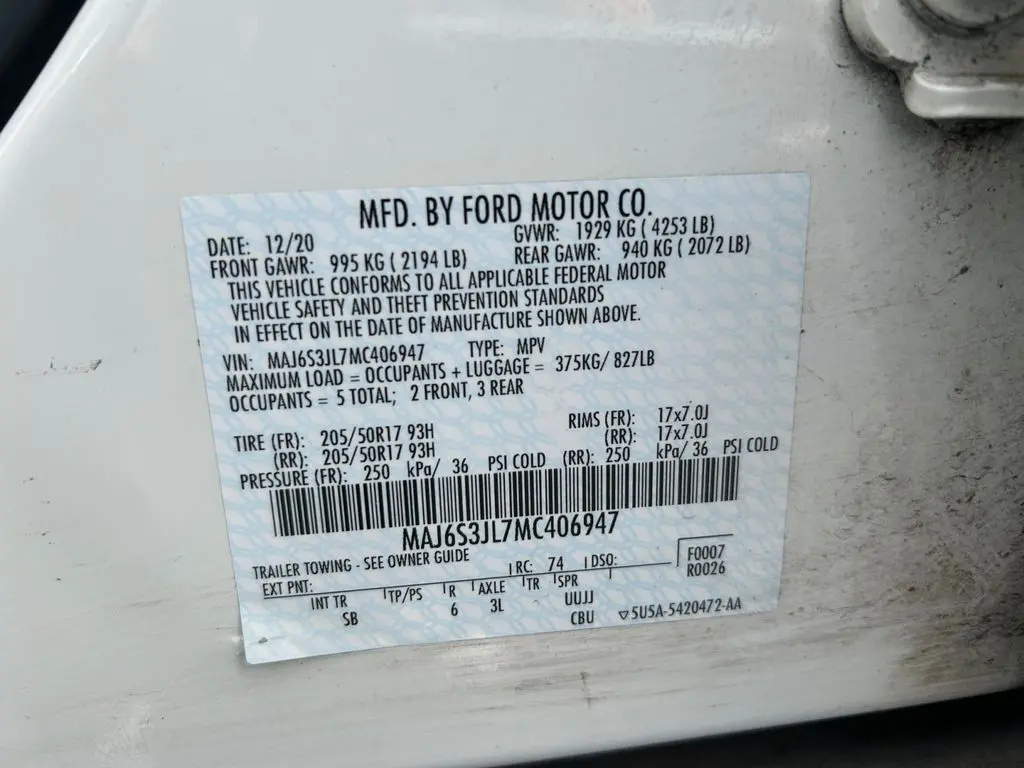 MFD. BY FORD MOTOR CO.
DATE: 12/20 GVWR: 1929 KG ( 4253 LB)
FRONT GAWR: 995 KG ( 2194 LB) REAR GAWR: 940 KG ( 2072 LB)
THIS VEHICLE CONFORMS TO ALL APPLICABLE FEDERAL MOTOR
VEHICLE SAFETY AND THEFT PREVENTION STANDARDS
IN EFFECT ON THE DATE OF MANUFACTURE SHOWN ABOVE.
VIN: MAJ6S3JL7MC406947 TYPE: MPV
MAXIMUM LOAD = OCCUPANTS + LUGGAGE = 375KG/ 827LB
OCCUPANTS = 5 TOTAL; 2 FRONT, 3 REAR
TIRE (FR): 205/50R17 93H RIMS (FR): 17x7.0J
(RR): 205/50R17 93H (RR): 17x7.0J
PRESSURE (FR): 250 kPa/ 36 PSI COLD (RR): 250 kPa/ 36 PSI COLD
MAJ6S3JL7MC406947
TRAILER TOWING - SEE OWNER GUIDE
EXT PNT: RC: 74 DSO: F0007
R0026
INT TR TP/PS R AXLE TR SPR
SB 6 3L UUJJ
CBU ▽5U5A-5420472-AA